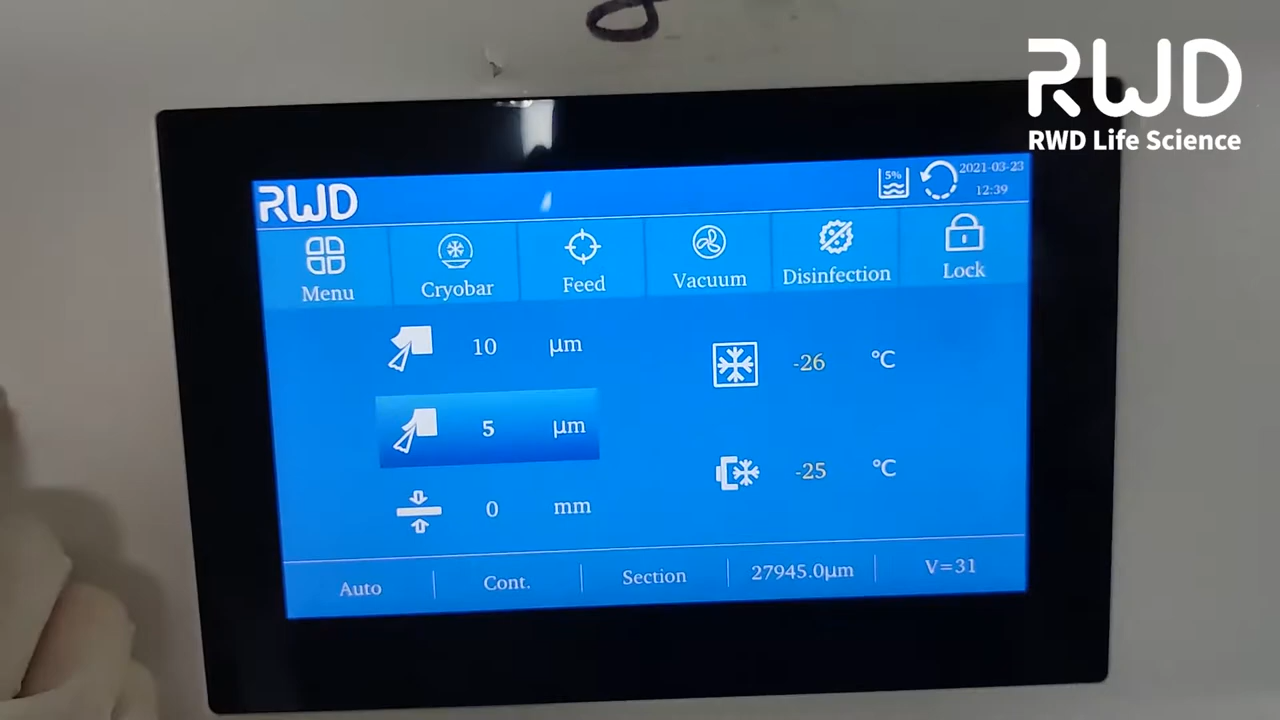 RWD
RWD Life Science
RWD
5%
2021-03-23
12:39
Menu
Cryobar
Feed
Vacuum
Disinfection
Lock
10 μm
-26 ℃
5 μm
-25 ℃
0 mm
Auto
Cont.
Section
27945.0μm
V=31